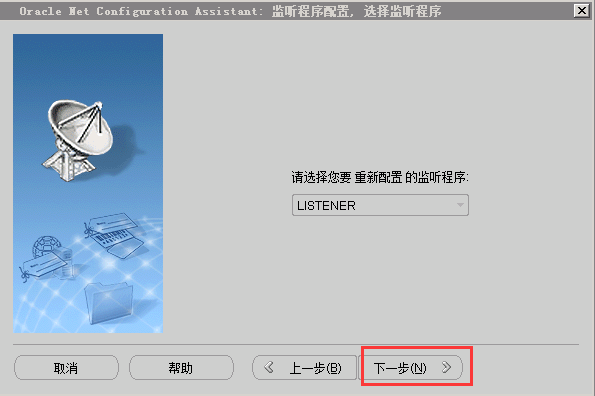 Oracle Net Configuration Assistant: 监听程序配置, 选择监听程序
请选择您要 重新配置 的监听程序:
LISTENER
取消
帮助
上一步(B)
下一步(N)